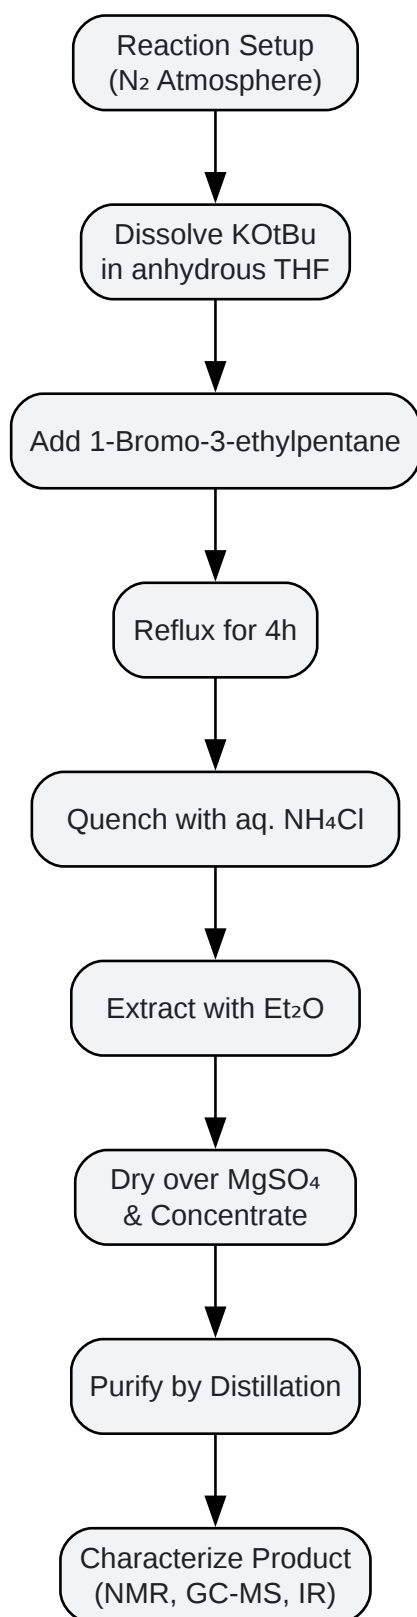 Reaction Setup
(N₂ Atmosphere)
Dissolve KOtBu
in anhydrous THF
Add 1-Bromo-3-ethylpentane
Reflux for 4h
Quench with aq. NH₄Cl
Extract with Et₂O
Dry over MgSO₄
& Concentrate
Purify by Distillation
Characterize Product
(NMR, GC-MS, IR)